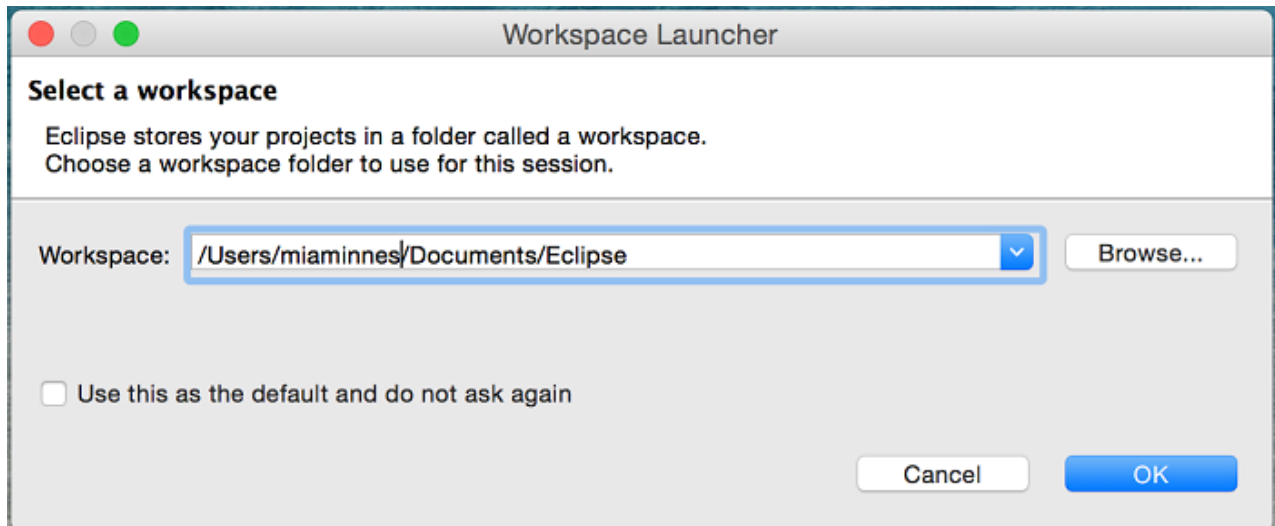 Workspace Launcher
Select a workspace
Eclipse stores your projects in a folder called a workspace.
Choose a workspace folder to use for this session.
Workspace: /Users/miaminnes/Documents/Eclipse Browse...
Use this as the default and do not ask again
Cancel OK